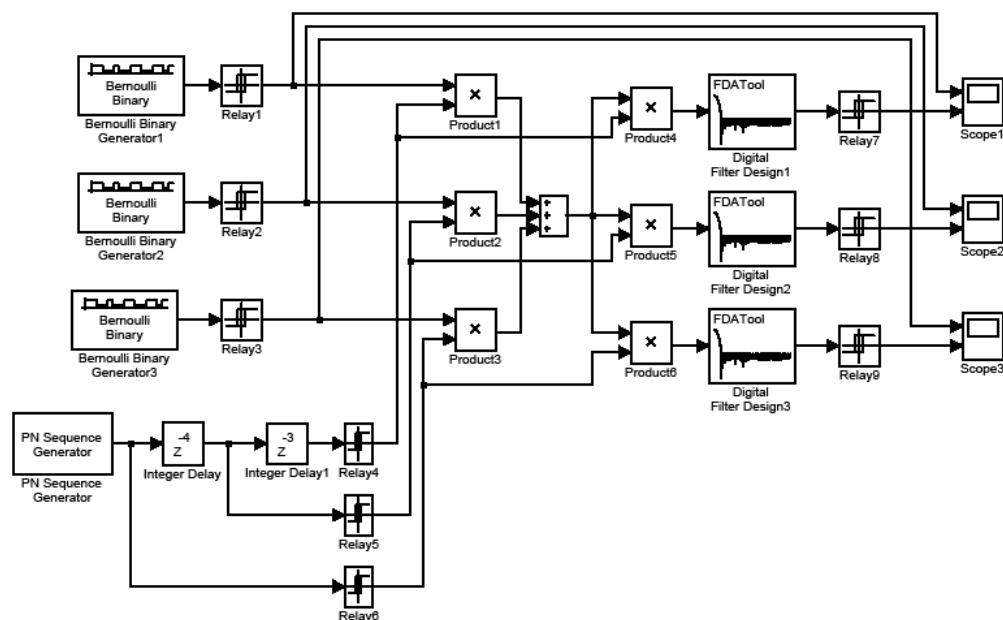 Bernoulli
Binary
Bernoulli Binary
Generator1
Relay1
×
Product1
×
Product4
FDATool
Digital
Filter Design1
Relay7
Scope1
Bernoulli
Binary
Bernoulli Binary
Generator2
Relay2
×
Product2
+
+
+
×
Product5
FDATool
Digital
Filter Design2
Relay8
Scope2
Bernoulli
Binary
Bernoulli Binary
Generator3
Relay3
×
Product3
×
Product6
FDATool
Digital
Filter Design3
Relay9
Scope3
PN Sequence
Generator
PN Sequence
Generator
-4
Z
Integer Delay
-3
Z
Integer Delay1
Relay4
Relay5
Relay6